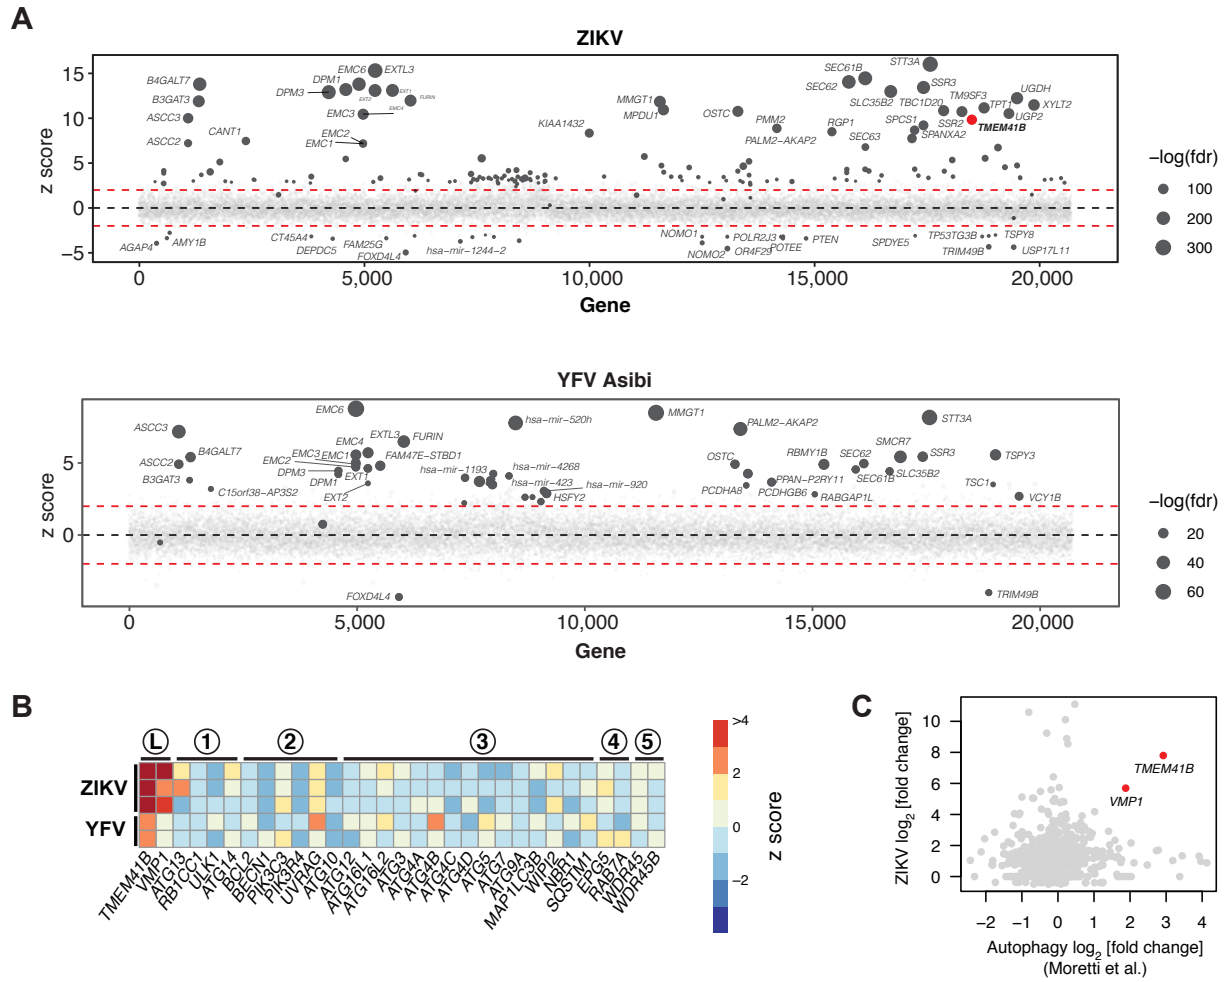 A
ZIKV
z score
15
10
5
0
−5
B4GALT7
B3GAT3
ASCC3
ASCC2
CANT1
EMC6
EXTL3
DPM1
DPM3
EXT2
EXT1
FURIN
EMC4
EMC3
EMC2
EMC1
KIAA1432
MMGT1
MPDU1
OSTC
PMM2
PALM2−AKAP2
RGP1
SEC63
SEC61B
SEC62
SLC35B2
STT3A
SSR3
TBC1D20
TM9SF3
SPCS1
SSR2
SPANXA2
TPT1
TMEM41B
UGDH
XYLT2
UGP2
AGAP4
AMY1B
CT45A4
DEPDC5
FAM25G
FOXD4L4
hsa−mir−1244−2
NOMO1
NOMO2
POLR2J3
OR4F29
POTEE
PTEN
SPDYE5
TP53TG3B
TRIM49B
TSPY8
USP17L11
0
5,000
10,000
15,000
20,000
Gene
−log(fdr)
100
200
300
YFV Asibi
z score
5
0
ASCC3
ASCC2
B4GALT7
B3GAT3
C15orf38−AP3S2
EMC6
EMC4
EXTL3
FURIN
EMC3
EMC1
EMC2
FAM47E−STBD1
DPM3
DPM1
EXT1
EXT2
hsa−mir−520h
hsa−mir−1193
hsa−mir−4268
hsa−mir−423
hsa−mir−920
HSFY2
MMGT1
PALM2−AKAP2
OSTC
PCDHA8
PPAN−P2RY11
PCDHGB6
RBMY1B
SEC62
SEC61B
RABGAP1L
SMCR7
SSR3
SLC35B2
STT3A
TSPY3
TSC1
VCY1B
FOXD4L4
TRIM49B
0
5,000
10,000
15,000
20,000
Gene
−log(fdr)
20
40
60
B
L
1
2
3
4
5
ZIKV
YFV
TMEM41B
VMP1
ATG13
RB1CC1
ULK1
ATG14
BCL2
BECN1
PIK3C3
PIK3R4
UVRAG
ATG10
ATG12
ATG16L1
ATG16L2
ATG3
ATG4A
ATG4B
ATG4C
ATG4D
ATG5
ATG7
ATG9A
MAP1LC3B
WIPI2
NBR1
SQSTM1
EPG5
RAB7A
WDR45
WDR45B
>4
2
0
−2
z score
C
ZIKV log2 [fold change]
10
8
6
4
2
0
TMEM41B
VMP1
−2
−1
0
1
2
3
4
Autophagy log2 [fold change]
(Moretti et al.)